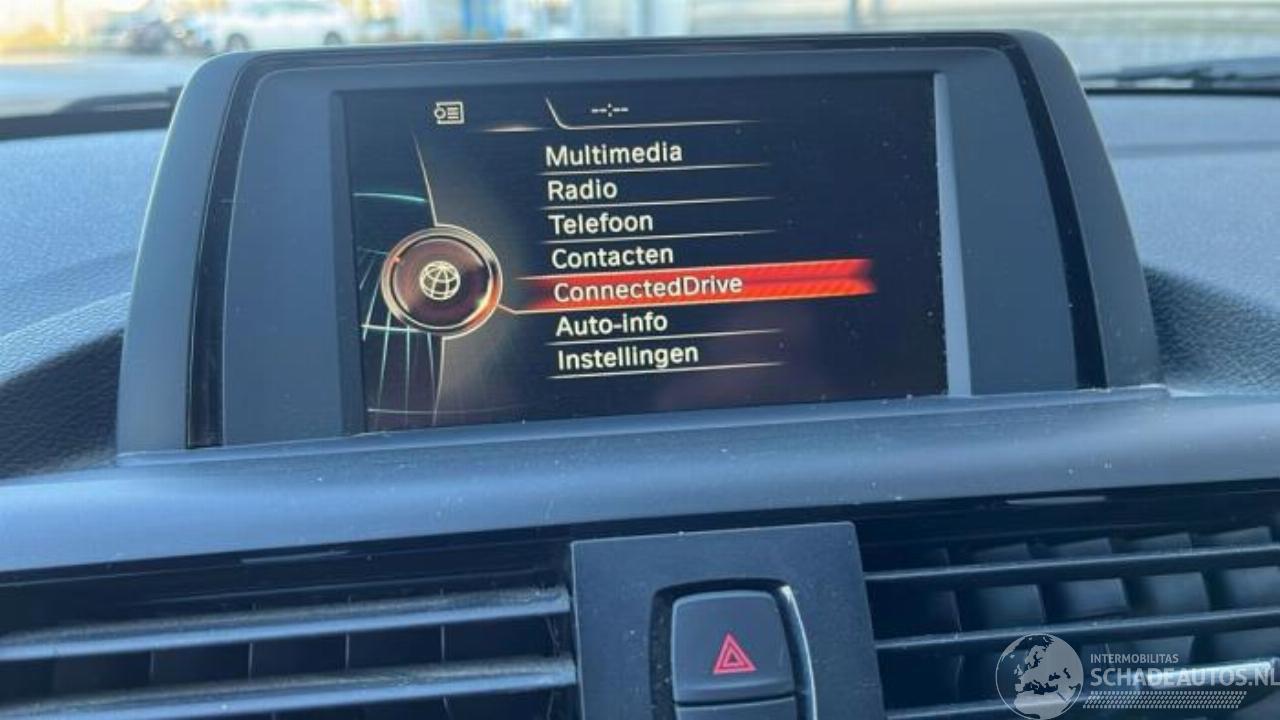 --:--
Multimedia
Radio
Telefoon
Contacten
ConnectedDrive
Auto-info
Instellingen
INTERMOBILITAS
SCHADEAUTOS.NL